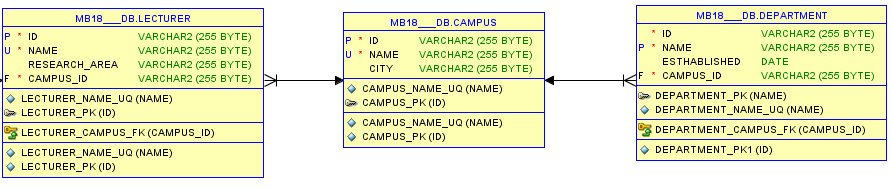 MB18___DB.LECTURER
P * ID VARCHAR2 (255 BYTE)
U * NAME VARCHAR2 (255 BYTE)
RESEARCH_AREA VARCHAR2 (255 BYTE)
F * CAMPUS_ID VARCHAR2 (255 BYTE)
LECTURER_NAME_UQ (NAME)
LECTURER_PK (ID)
LECTURER_CAMPUS_FK (CAMPUS_ID)
LECTURER_NAME_UQ (NAME)
LECTURER_PK (ID)
MB18___DB.CAMPUS
P * ID VARCHAR2 (255 BYTE)
U * NAME VARCHAR2 (255 BYTE)
CITY VARCHAR2 (255 BYTE)
CAMPUS_NAME_UQ (NAME)
CAMPUS_PK (ID)
CAMPUS_NAME_UQ (NAME)
CAMPUS_PK (ID)
MB18___DB.DEPARTMENT
* ID VARCHAR2 (255 BYTE)
P * NAME VARCHAR2 (255 BYTE)
ESTHABLISHED DATE
F * CAMPUS_ID VARCHAR2 (255 BYTE)
DEPARTMENT_PK (NAME)
DEPARTMENT_NAME_UQ (NAME)
DEPARTMENT_CAMPUS_FK (CAMPUS_ID)
DEPARTMENT_PK1 (ID)